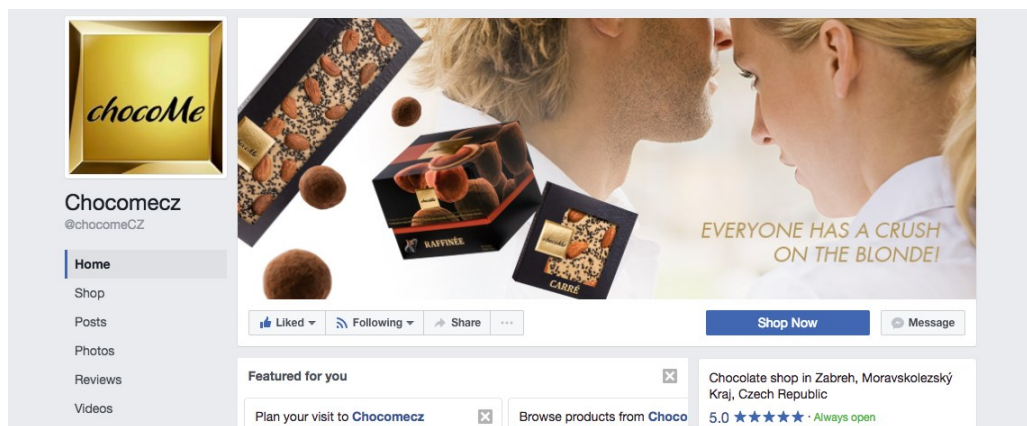 chocoMe
Chocomecz
@chocomeCZ
Home
Shop
Posts
Photos
Reviews
Videos
chocoMe
RAFFINÉE
chocoMe
CARRÉ
EVERYONE HAS A CRUSH
ON THE BLONDE!
Liked
Following
Share
Shop Now
Message
Featured for you
Plan your visit to Chocomecz
Browse products from Choco
Chocolate shop in Zabreh, Moravskolezský
Kraj, Czech Republic
5.0 ★★★★★ · Always open